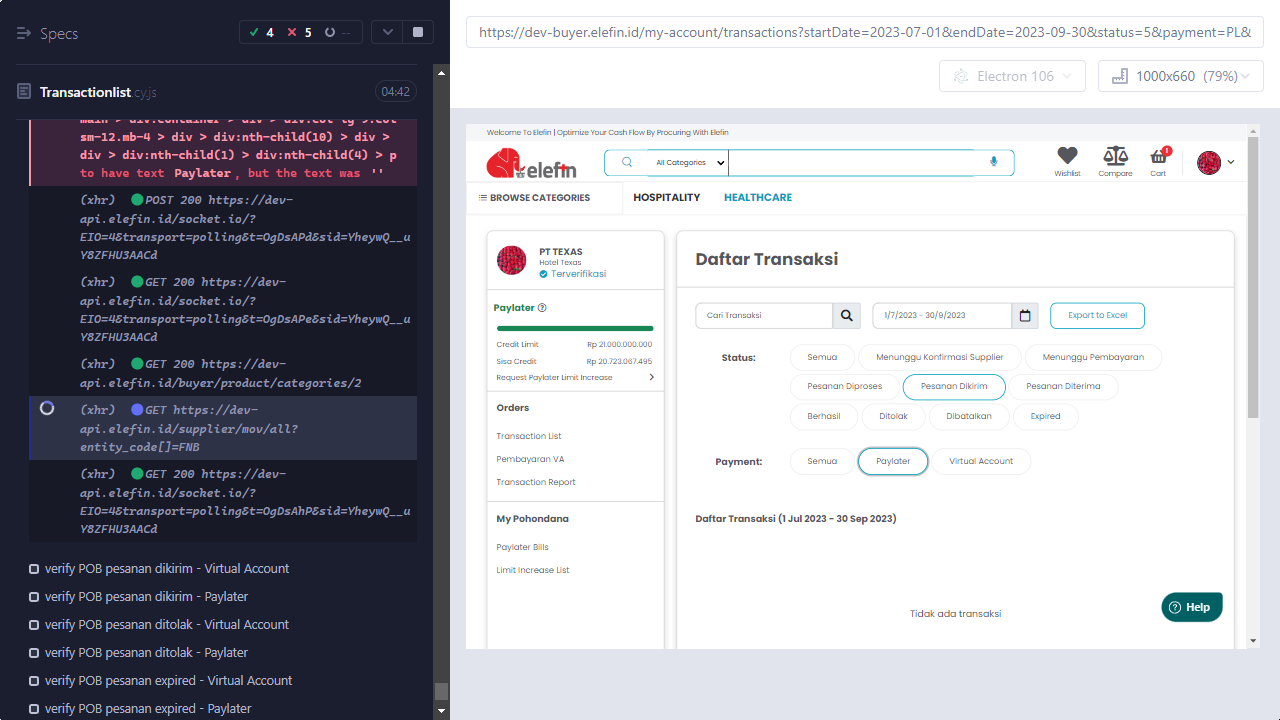 Specs
4
5
--
Transactionlist.cy.js
04:42
main > div.container > div > div.col-lg-9.col-
sm-12.mb-4 > div > div:nth-child(10) > div >
div > div:nth-child(1) > div:nth-child(4) > p
to have text Paylater, but the text was ''
(xhr) POST 200 https://dev-
api.elefin.id/socket.io/?
EIO=4&transport=polling&t=OgDsAPd&sid=YheywQ__u
Y8ZFHU3AACd
(xhr) GET 200 https://dev-
api.elefin.id/socket.io/?
EIO=4&transport=polling&t=OgDsAPe&sid=YheywQ__u
Y8ZFHU3AACd
(xhr) GET 200 https://dev-
api.elefin.id/buyer/product/categories/2
(xhr) GET https://dev-
api.elefin.id/supplier/mov/all?
entity_code[]=FNB
(xhr) GET 200 https://dev-
api.elefin.id/socket.io/?
EIO=4&transport=polling&t=OgDsAhP&sid=YheywQ__u
Y8ZFHU3AACd
verify POB pesanan dikirim - Virtual Account
verify POB pesanan dikirim - Paylater
verify POB pesanan ditolak - Virtual Account
verify POB pesanan ditolak - Paylater
verify POB pesanan expired - Virtual Account
verify POB pesanan expired - Paylater
https://dev-buyer.elefin.id/my-account/transactions?startDate=2023-07-01&endDate=2023-09-30&status=5&payment=PL&
Electron 106
1000x660 (79%)
Welcome To Elefin | Optimize Your Cash Flow By Procuring With Elefin
elefin
All Categories
Wishlist
Compare
1
Cart
BROWSE CATEGORIES
HOSPITALITY
HEALTHCARE
PT TEXAS
Hotel Texas
Terverifikasi
Paylater
Credit Limit Rp 21.000.000.000
Sisa Credit Rp 20.723.067.495
Request Paylater Limit Increase
Orders
Transaction List
Pembayaran VA
Transaction Report
My Pohondana
Paylater Bills
Limit Increase List
Daftar Transaksi
Cari Transaksi
1/7/2023 - 30/9/2023
Export to Excel
Status: Semua Menunggu Konfirmasi Supplier Menunggu Pembayaran
Pesanan Diproses Pesanan Dikirim Pesanan Diterima
Berhasil Ditolak Dibatalkan Expired
Payment: Semua Paylater Virtual Account
Daftar Transaksi (1 Jul 2023 - 30 Sep 2023)
Tidak ada transaksi
Help